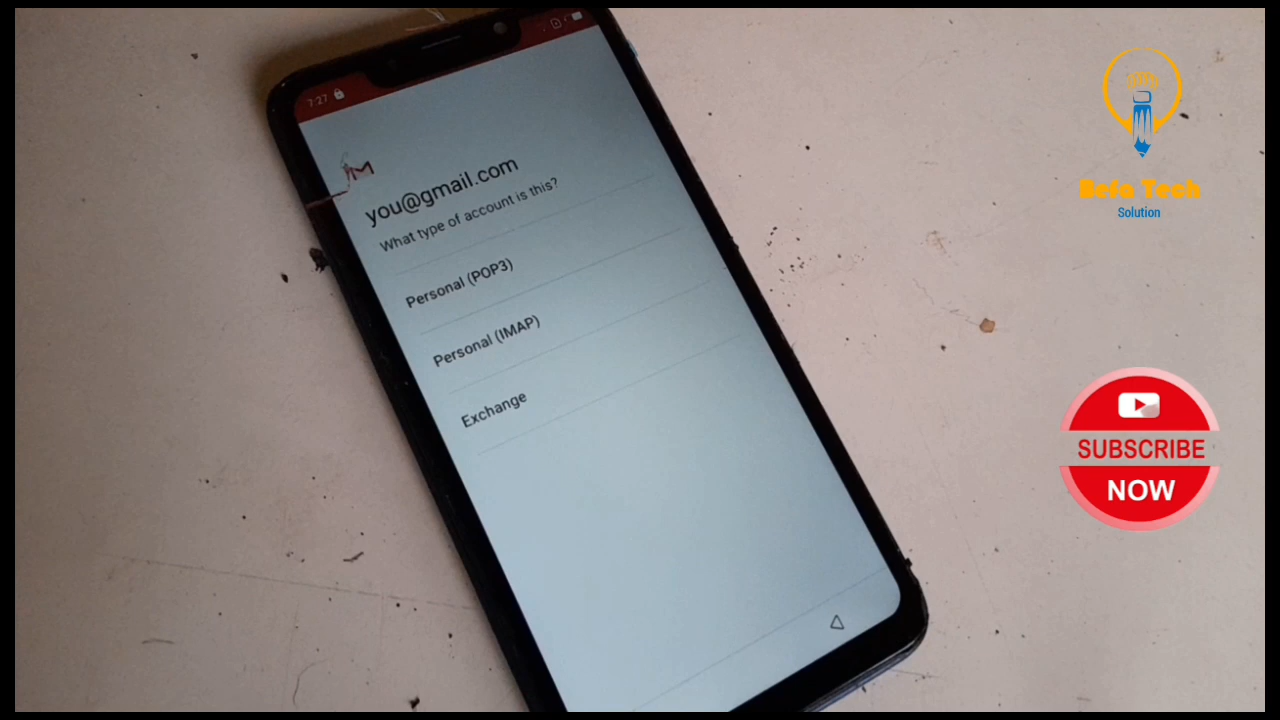 7:27
you@gmail.com
What type of account is this?
Personal (POP3)
Personal (IMAP)
Exchange
Befa Tech
Solution
SUBSCRIBE
NOW